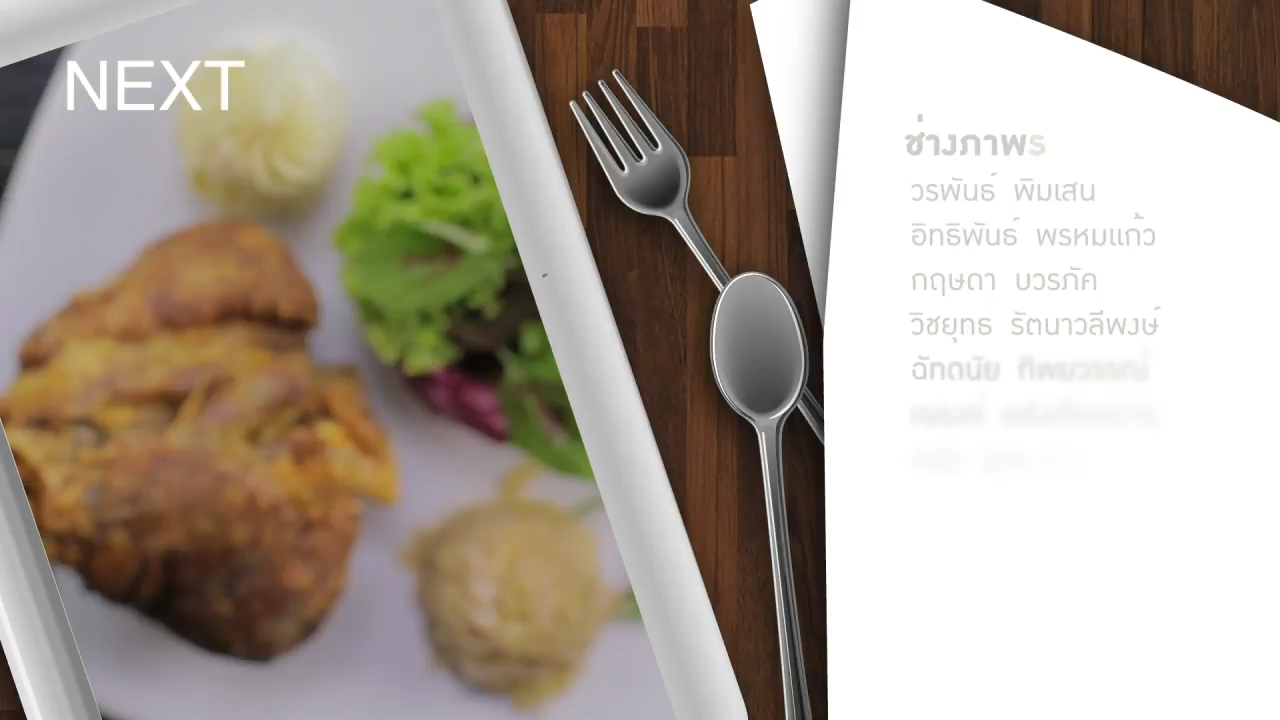 NEXT
ช่างภาพร
วรพันธ์ พิมเสน
อิทธิพันธ์ พรหมแก้ว
กฤษดา บวรภัค
วิชยุทธ รัตนาวลีพงษ์
ฉัทดนัย ทิพยวรรณ์